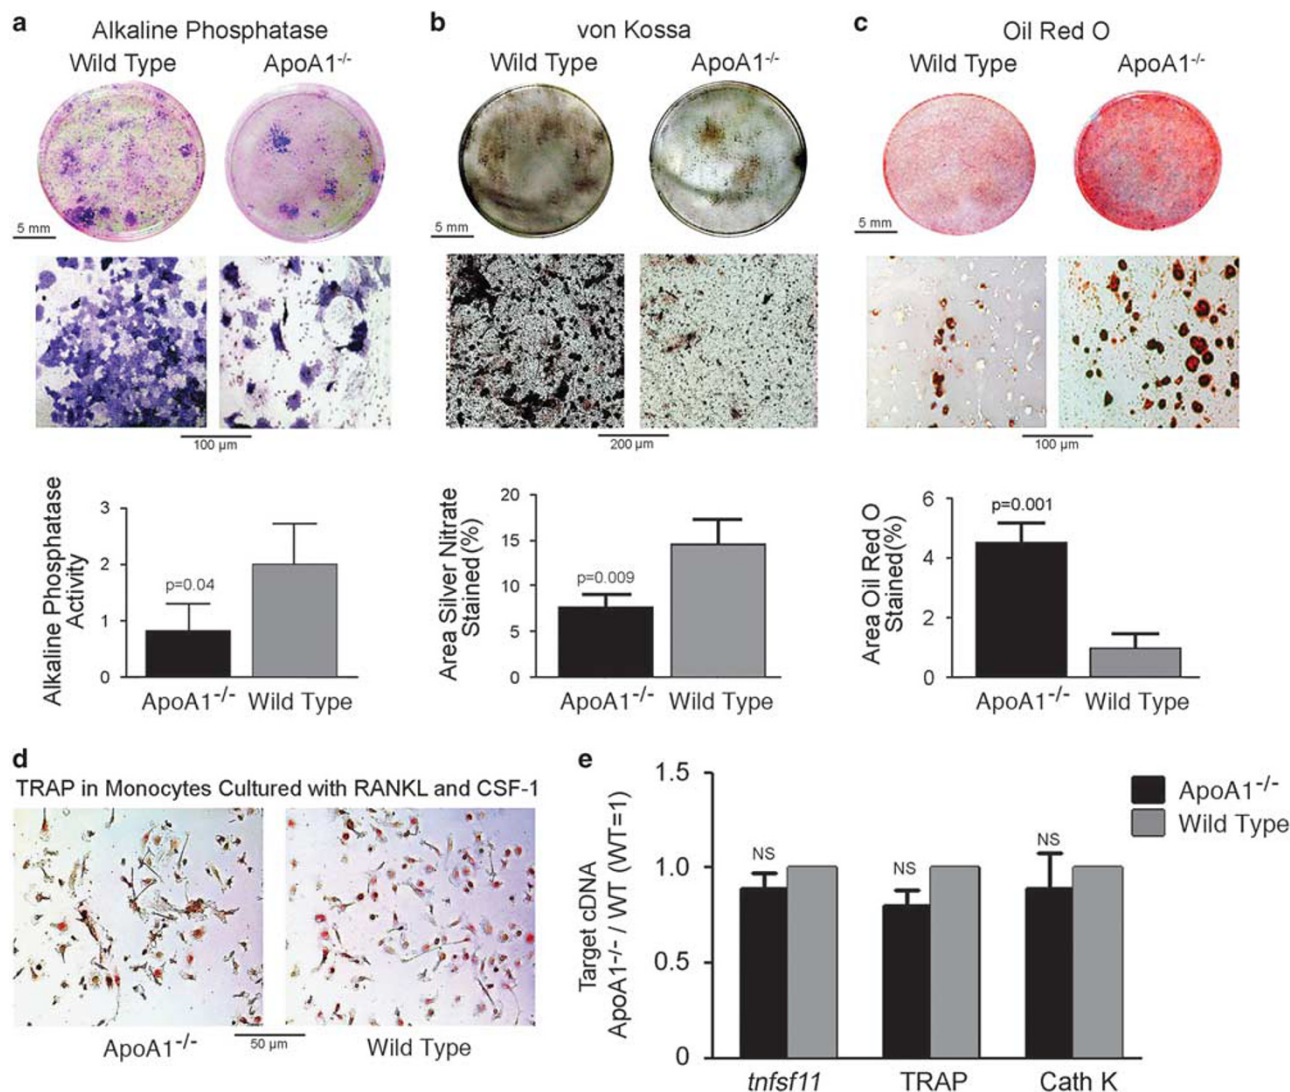 a
Alkaline Phosphatase
Wild Type
ApoA1-/-
5 mm
100 µm
Alkaline Phosphatase
Activity
3
2
1
0
p=0.04
ApoA1-/-
Wild Type
b
von Kossa
Wild Type
ApoA1-/-
5 mm
200 µm
Area Silver Nitrate
Stained (%)
20
15
10
5
0
p=0.009
ApoA1-/-
Wild Type
c
Oil Red O
Wild Type
ApoA1-/-
5 mm
100 µm
Area Oil Red O
Stained(%)
6
4
2
0
p=0.001
ApoA1-/-
Wild Type
d
TRAP in Monocytes Cultured with RANKL and CSF-1
ApoA1-/-
50 µm
Wild Type
e
Target cDNA
ApoA1-/- / WT (WT=1)
1.5
1.0
0.5
0
NS
NS
NS
tnfsf11
TRAP
Cath K
ApoA1-/-
Wild Type